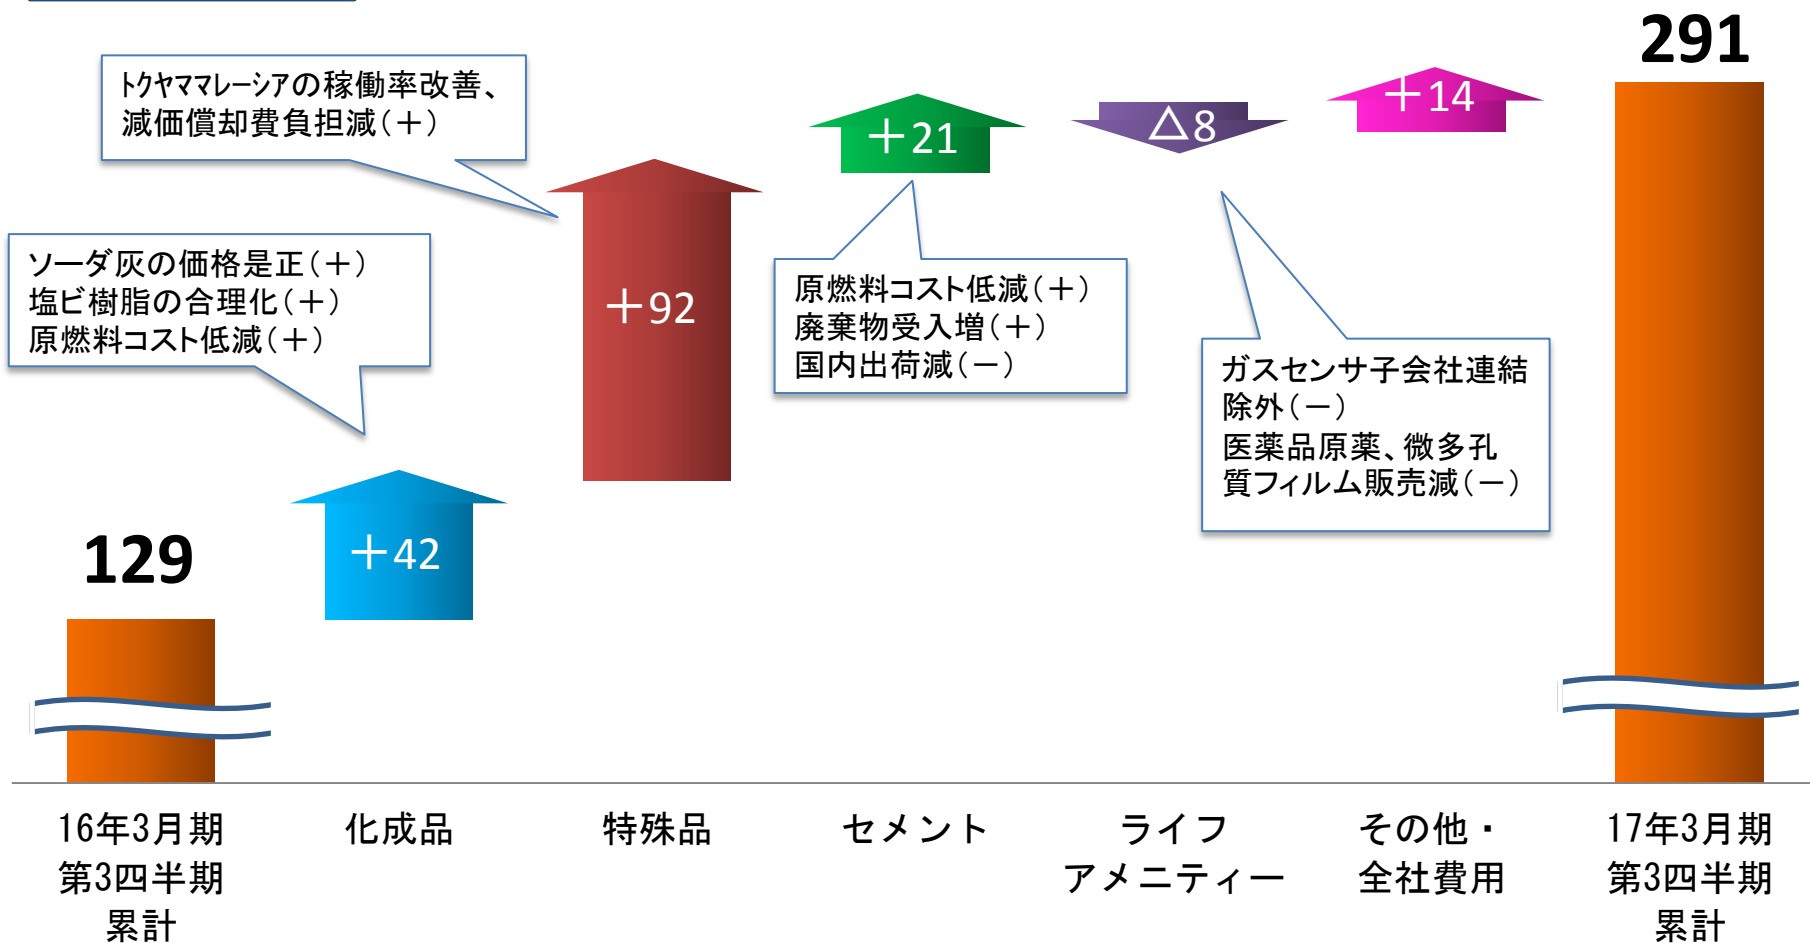 291
トクヤママレーシアの稼働率改善、
減価償却費負担減（＋）
＋21
△8
＋14
ソーダ灰の価格是正（＋）
塩ビ樹脂の合理化（＋）
原燃料コスト低減（＋）
＋92
原燃料コスト低減（＋）
廃棄物受入増（＋）
国内出荷減（－）
ガスセンサ子会社連結
除外（－）
医薬品原薬、微多孔
質フィルム販売減（－）
129
＋42
16年3月期
第3四半期
累計
化成品
特殊品
セメント
ライフ
アメニティー
その他・
全社費用
17年3月期
第3四半期
累計